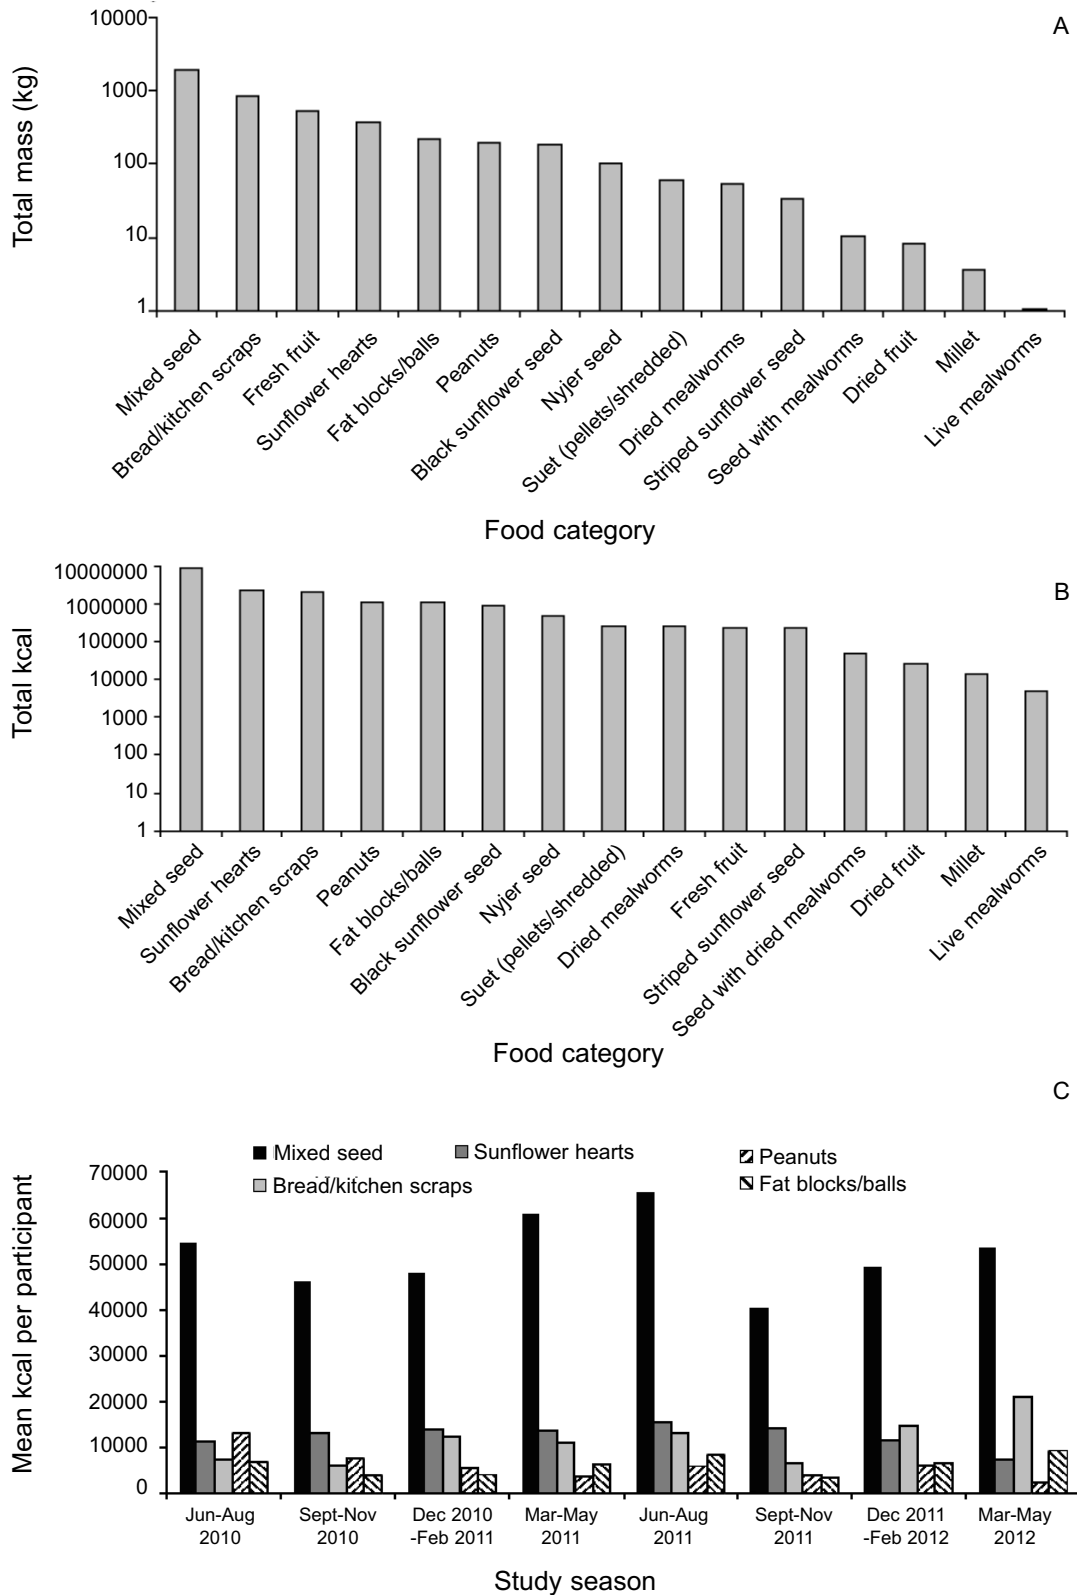 A
Total mass (kg)
10000
1000
100
10
1
Mixed seed
Bread/kitchen scraps
Fresh fruit
Sunflower hearts
Fat blocks/balls
Peanuts
Black sunflower seed
Nyjer seed
Suet (pellets/shredded)
Dried mealworms
Striped sunflower seed
Seed with mealworms
Dried fruit
Millet
Live mealworms
Food category
B
Total kcal
10000000
1000000
100000
10000
1000
100
10
1
Mixed seed
Sunflower hearts
Bread/kitchen scraps
Peanuts
Fat blocks/balls
Black sunflower seed
Nyjer seed
Suet (pellets/shredded)
Dried mealworms
Fresh fruit
Striped sunflower seed
Seed with dried mealworms
Dried fruit
Millet
Live mealworms
Food category
C
Mixed seed
Sunflower hearts
Peanuts
Bread/kitchen scraps
Fat blocks/balls
Mean kcal per participant
70000
60000
50000
40000
30000
20000
10000
0
Jun-Aug
2010
Sept-Nov
2010
Dec 2010
-Feb 2011
Mar-May
2011
Jun-Aug
2011
Sept-Nov
2011
Dec 2011
-Feb 2012
Mar-May
2012
Study season